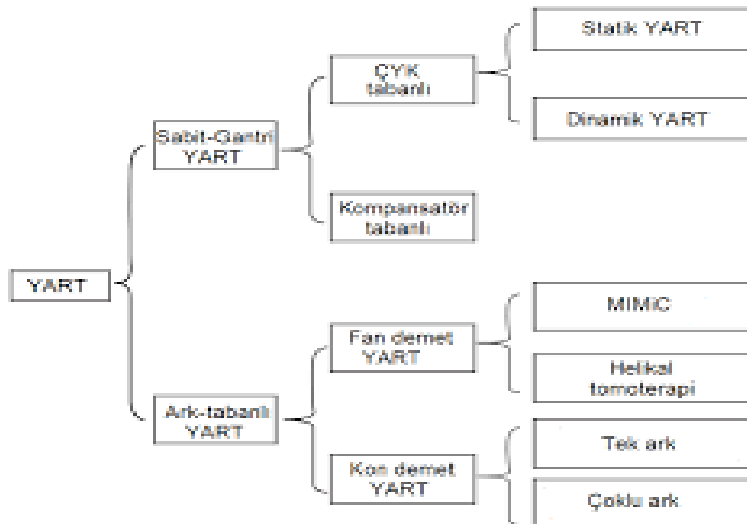 YART
Sabit-Gantri
YART
ÇYK
tabanlı
Statik YART
Dinamik YART
Kompansatör
tabanlı
Ark-tabanlı
YART
Fan demet
YART
MIMiC
Helikal
tomoterapi
Kon demet
YART
Tek ark
Çoklu ark